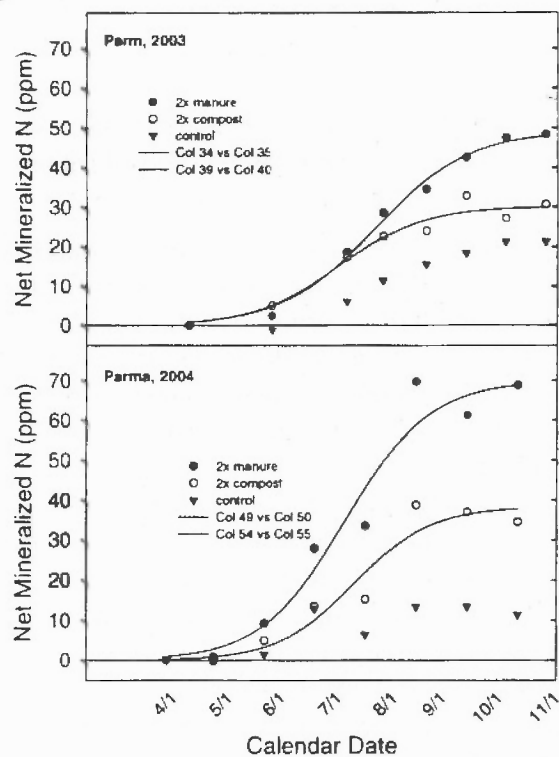 Parm, 2003
Net Mineralized N (ppm)
70
60
50
40
30
20
10
0
2x manure
2x compost
control
Col 34 vs Col 35
Col 39 vs Col 40
Parma, 2004
Net Mineralized N (ppm)
70
60
50
40
30
20
10
0
2x manure
2x compost
control
Col 49 vs Col 50
Col 54 vs Col 55
4/1 5/1 6/1 7/1 8/1 9/1 10/1 11/1
Calendar Date